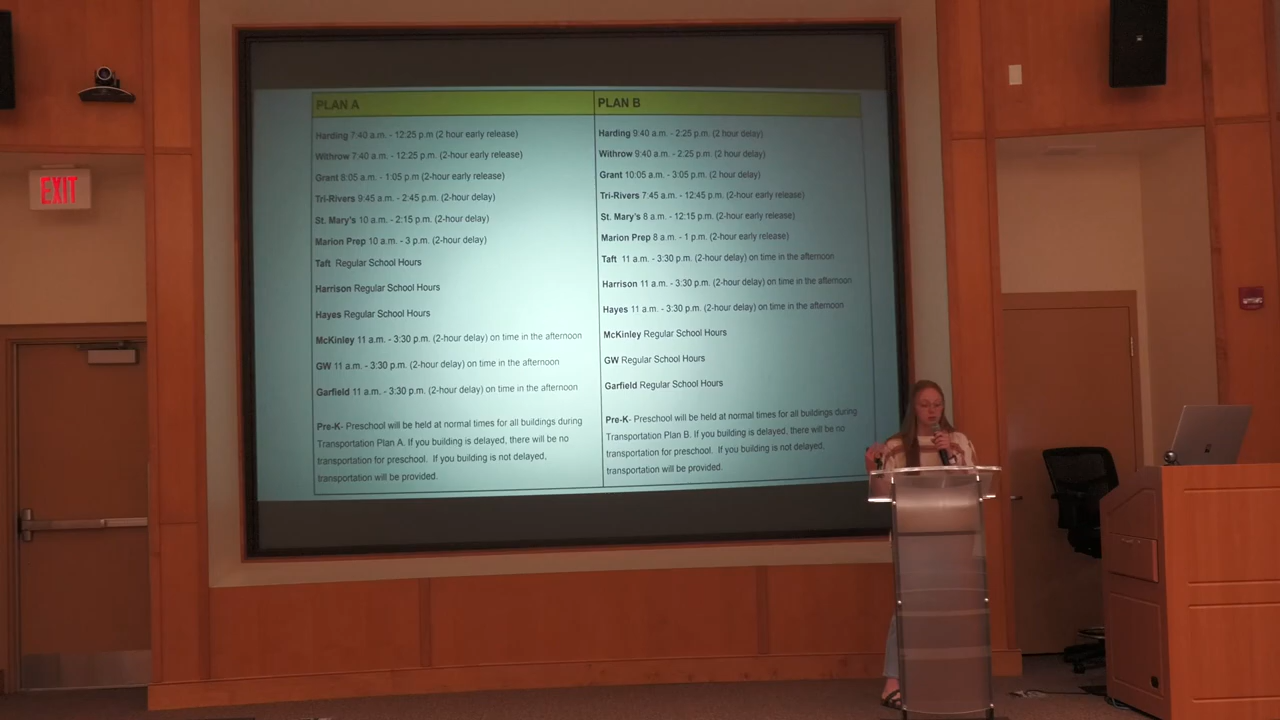 EXIT
PLAN A
Harding 7:40 a.m. - 12:25 p.m (2 hour early release)
Withrow 7:40 a.m. - 12:25 p.m. (2-hour early release)
Grant 8:05 a.m. - 1:05 p.m (2-hour early release)
Tri-Rivers 9:45 a.m. - 2:45 p.m. (2-hour delay)
St. Mary's 10 a.m. - 2:15 p.m. (2-hour delay)
Marion Prep 10 a.m. - 3 p.m. (2-hour delay)
Taft Regular School Hours
Harrison Regular School Hours
Hayes Regular School Hours
McKinley 11 a.m. - 3:30 p.m. (2-hour delay) on time in the afternoon
GW 11 a.m. - 3:30 p.m. (2-hour delay) on time in the afternoon
Garfield 11 a.m. - 3:30 p.m. (2-hour delay) on time in the afternoon
Pre-K- Preschool will be held at normal times for all buildings during
Transportation Plan A. If you building is delayed, there will be no
transportation for preschool. If you building is not delayed,
transportation will be provided.
PLAN B
Harding 9:40 a.m. - 2:25 p.m. (2 hour delay)
Withrow 9:40 a.m. - 2:25 p.m. (2 hour delay)
Grant 10:05 a.m. - 3:05 p.m. (2 hour delay)
Tri-Rivers 7:45 a.m. - 12:45 p.m. (2-hour early release)
St. Mary's 8 a.m. - 12:15 p.m. (2-hour early release)
Marion Prep 8 a.m. - 1 p.m. (2-hour early release)
Taft 11 a.m. - 3:30 p.m. (2-hour delay) on time in the afternoon
Harrison 11 a.m. - 3:30 p.m. (2-hour delay) on time in the afternoon
Hayes 11 a.m. - 3:30 p.m. (2-hour delay) on time in the afternoon
McKinley Regular School Hours
GW Regular School Hours
Garfield Regular School Hours
Pre-K- Preschool will be held at normal times for all buildings during
Transportation Plan B. If you building is delayed, there will be no
transportation for preschool. If you building is not delayed,
transportation will be provided.